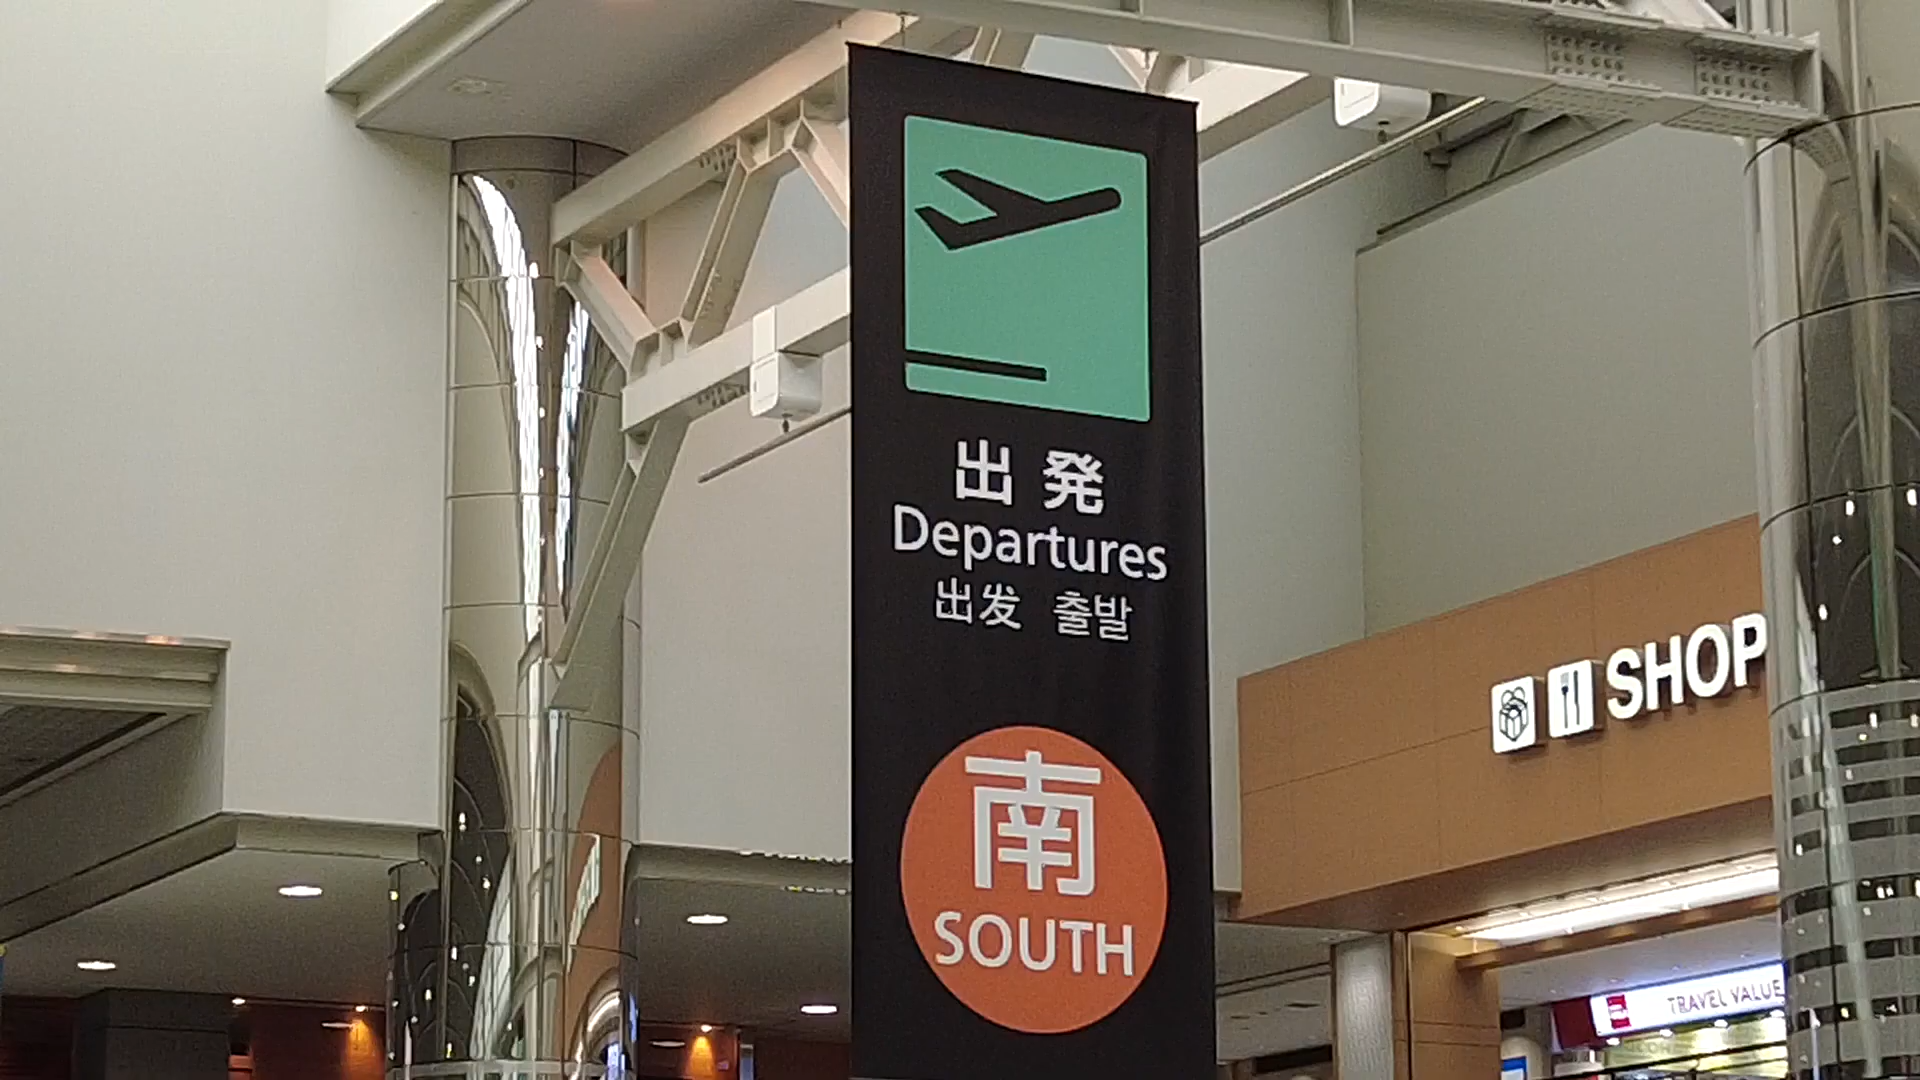 出発
Departures
出发 출발
南
SOUTH
SHOP
TRAVEL VALUE